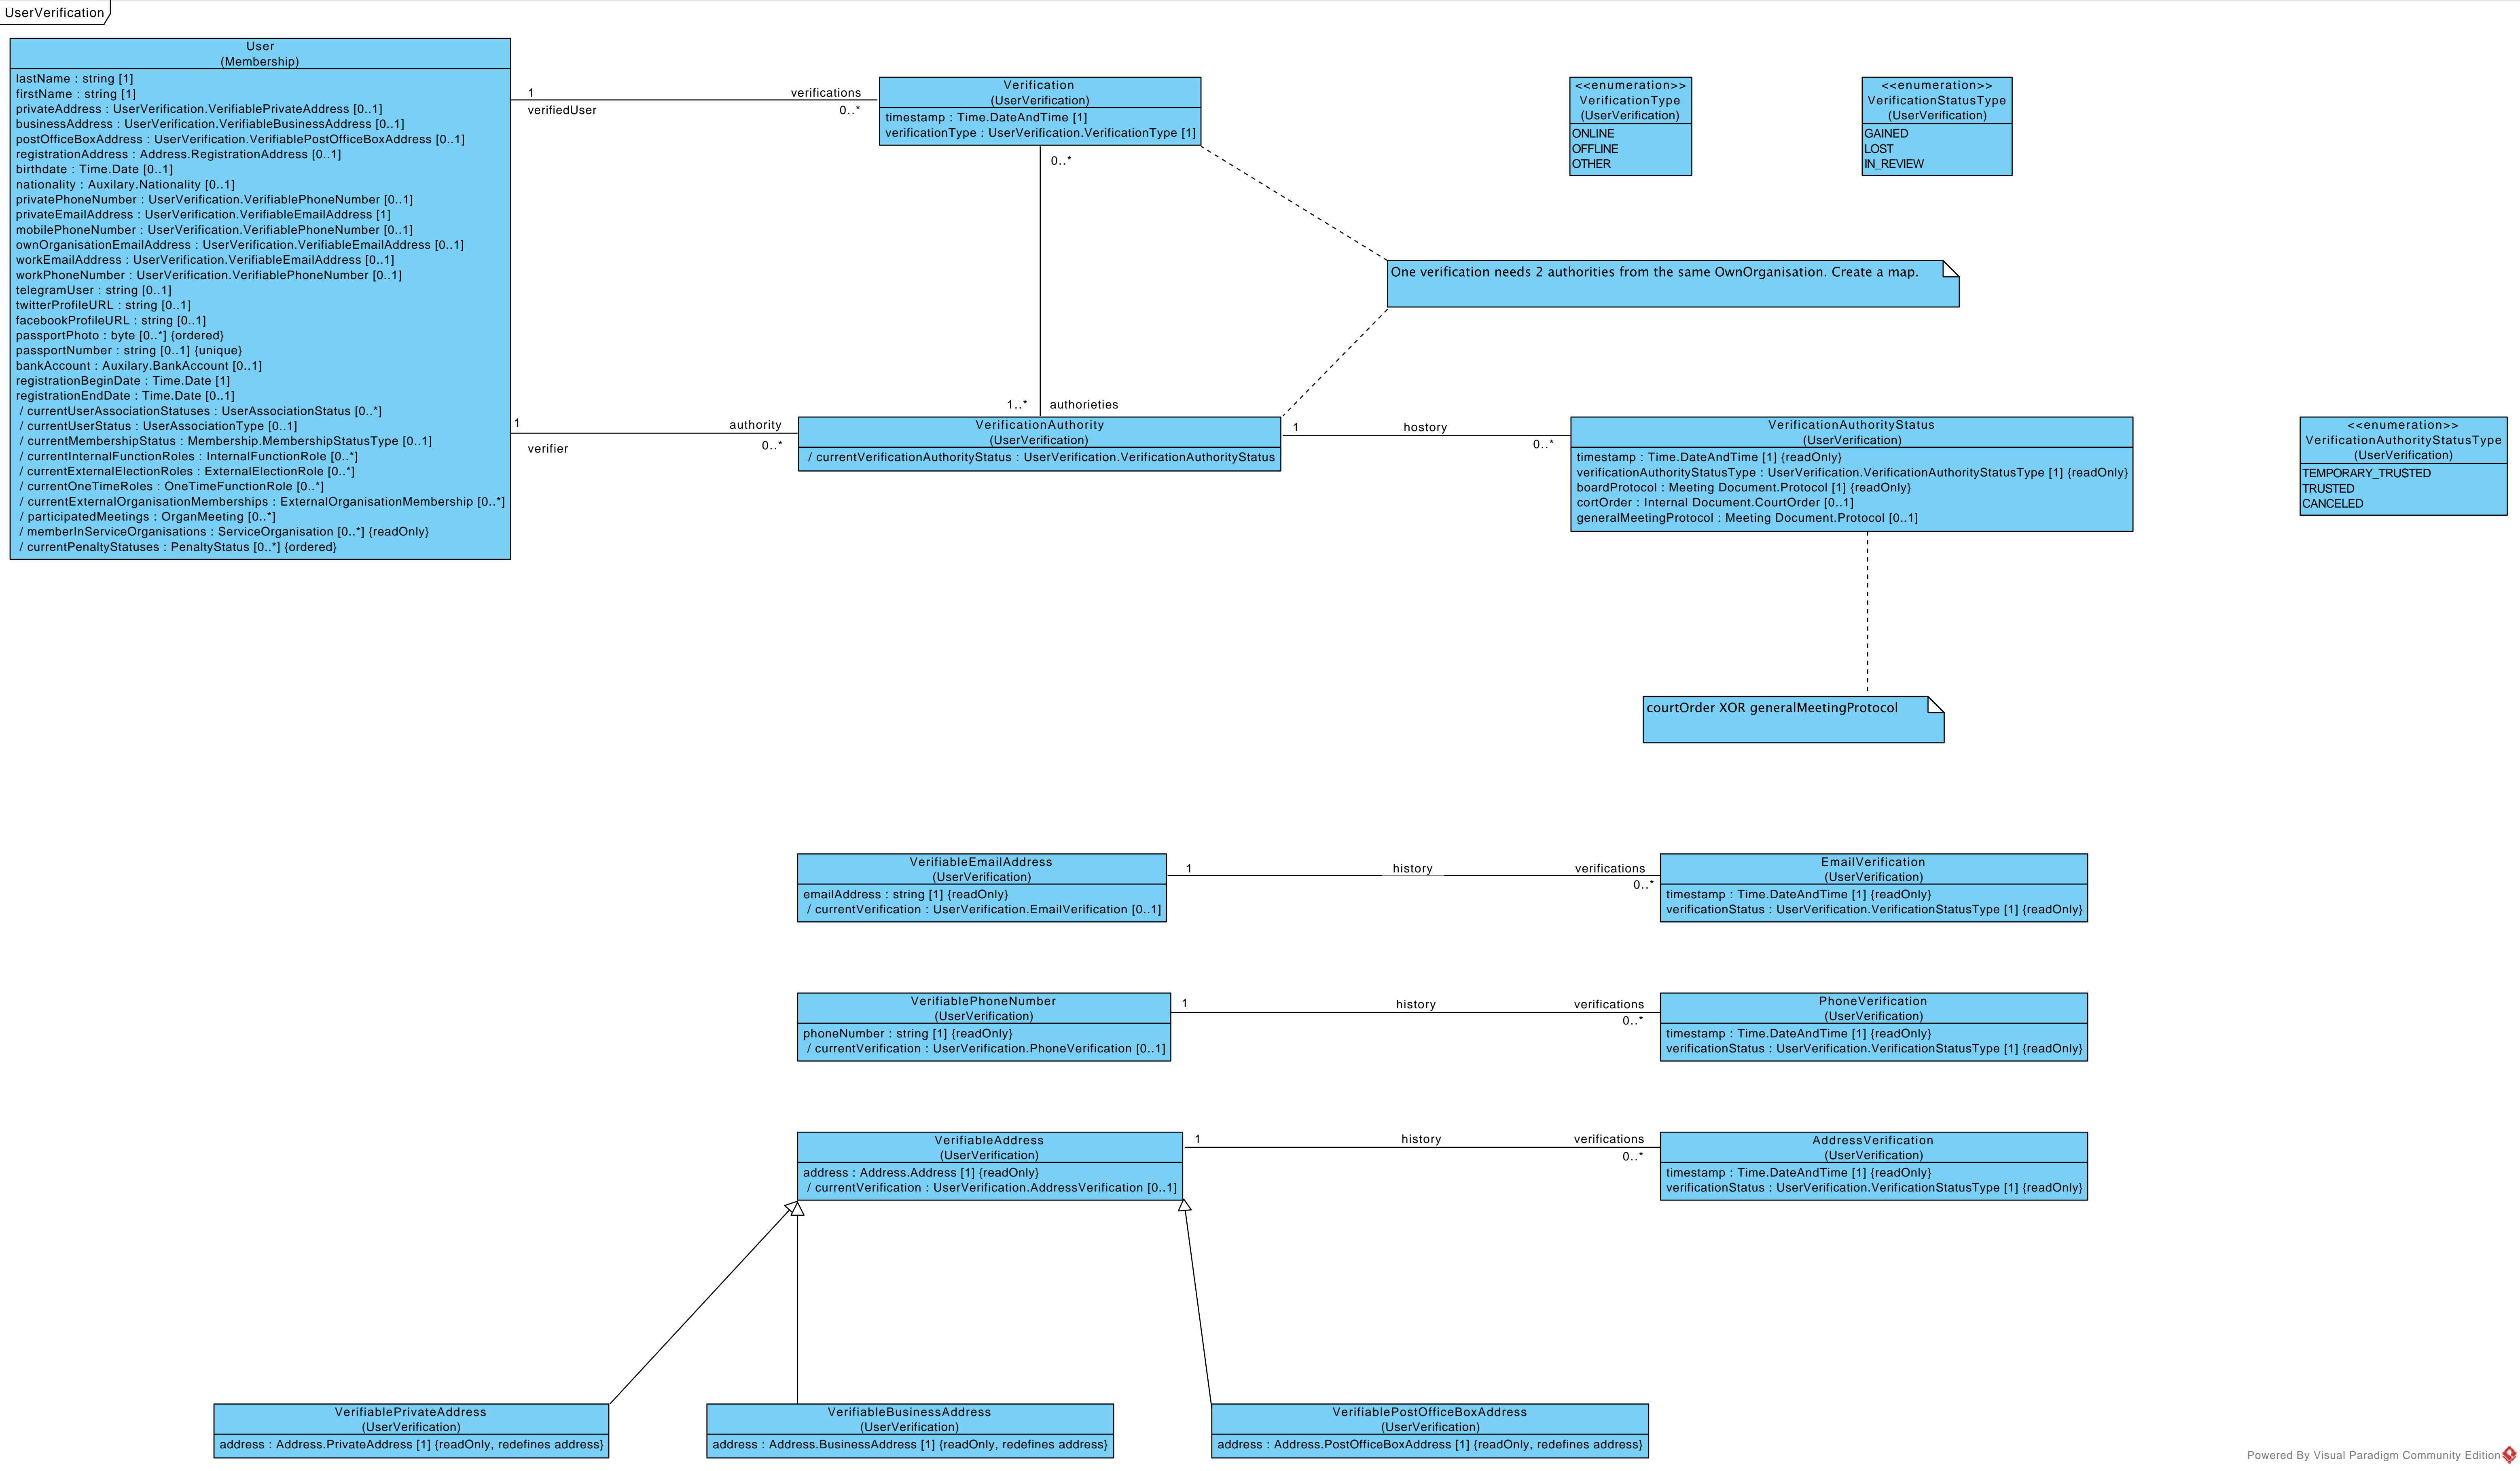 UserVerification
User
(Membership)
lastName : string [1]
firstName : string [1]
privateAddress : UserVerification.VerifiablePrivateAddress [0..1]
businessAddress : UserVerification.VerifiableBusinessAddress [0..1]
postOfficeBoxAddress : UserVerification.VerifiablePostOfficeBoxAddress [0..1]
registrationAddress : Address.RegistrationAddress [0..1]
birthdate : Time.Date [0..1]
nationality : Auxilary.Nationality [0..1]
privatePhoneNumber : UserVerification.VerifiablePhoneNumber [0..1]
privateEmailAddress : UserVerification.VerifiableEmailAddress [1]
mobilePhoneNumber : UserVerification.VerifiablePhoneNumber [0..1]
ownOrganisationEmailAddress : UserVerification.VerifiableEmailAddress [0..1]
workEmailAddress : UserVerification.VerifiableEmailAddress [0..1]
workPhoneNumber : UserVerification.VerifiablePhoneNumber [0..1]
telegramUser : string [0..1]
twitterProfileURL : string [0..1]
facebookProfileURL : string [0..1]
passportPhoto : byte [0..*] {ordered}
passportNumber : string [0..1] {unique}
bankAccount : Auxilary.BankAccount [0..1]
registrationBeginDate : Time.Date [1]
registrationEndDate : Time.Date [0..1]
/ currentUserAssociationStatuses : UserAssociationStatus [0..*]
/ currentUserStatus : UserAssociationType [0..1]
/ currentMembershipStatus : Membership.MembershipStatusType [0..1]
/ currentInternalFunctionRoles : InternalFunctionRole [0..*]
/ currentExternalElectionRoles : ExternalElectionRole [0..*]
/ currentOneTimeRoles : OneTimeFunctionRole [0..*]
/ currentExternalOrganisationMemberships : ExternalOrganisationMembership [0..*]
/ participatedMeetings : OrganMeeting [0..*]
/ memberInServiceOrganisations : ServiceOrganisation [0..*] {readOnly}
/ currentPenaltyStatuses : PenaltyStatus [0..*] {ordered}
1
verifiedUser
verifications
0..*
Verification
(UserVerification)
timestamp : Time.DateAndTime [1]
verificationType : UserVerification.VerificationType [1]
0..*
<<enumeration>>
VerificationType
(UserVerification)
ONLINE
OFFLINE
OTHER
<<enumeration>>
VerificationStatusType
(UserVerification)
GAINED
LOST
IN_REVIEW
One verification needs 2 authorities from the same OwnOrganisation. Create a map.
1..*
authorieties
1
verifier
authority
0..*
VerificationAuthority
(UserVerification)
/ currentVerificationAuthorityStatus : UserVerification.VerificationAuthorityStatus
1
hostory
0..*
VerificationAuthorityStatus
(UserVerification)
timestamp : Time.DateAndTime [1] {readOnly}
verificationAuthorityStatusType : UserVerification.VerificationAuthorityStatusType [1] {readOnly}
boardProtocol : Meeting Document.Protocol [1] {readOnly}
cortOrder : Internal Document.CourtOrder [0..1]
generalMeetingProtocol : Meeting Document.Protocol [0..1]
<<enumeration>>
VerificationAuthorityStatusType
(UserVerification)
TEMPORARY_TRUSTED
TRUSTED
CANCELED
courtOrder XOR generalMeetingProtocol
VerifiableEmailAddress
(UserVerification)
emailAddress : string [1] {readOnly}
/ currentVerification : UserVerification.EmailVerification [0..1]
1
history
verifications
0..*
EmailVerification
(UserVerification)
timestamp : Time.DateAndTime [1] {readOnly}
verificationStatus : UserVerification.VerificationStatusType [1] {readOnly}
VerifiablePhoneNumber
(UserVerification)
phoneNumber : string [1] {readOnly}
/ currentVerification : UserVerification.PhoneVerification [0..1]
1
history
verifications
0..*
PhoneVerification
(UserVerification)
timestamp : Time.DateAndTime [1] {readOnly}
verificationStatus : UserVerification.VerificationStatusType [1] {readOnly}
VerifiableAddress
(UserVerification)
address : Address.Address [1] {readOnly}
/ currentVerification : UserVerification.AddressVerification [0..1]
1
history
verifications
0..*
AddressVerification
(UserVerification)
timestamp : Time.DateAndTime [1] {readOnly}
verificationStatus : UserVerification.VerificationStatusType [1] {readOnly}
VerifiablePrivateAddress
(UserVerification)
address : Address.PrivateAddress [1] {readOnly, redefines address}
VerifiableBusinessAddress
(UserVerification)
address : Address.BusinessAddress [1] {readOnly, redefines address}
VerifiablePostOfficeBoxAddress
(UserVerification)
address : Address.PostOfficeBoxAddress [1] {readOnly, redefines address}
Powered By Visual Paradigm Community Edition